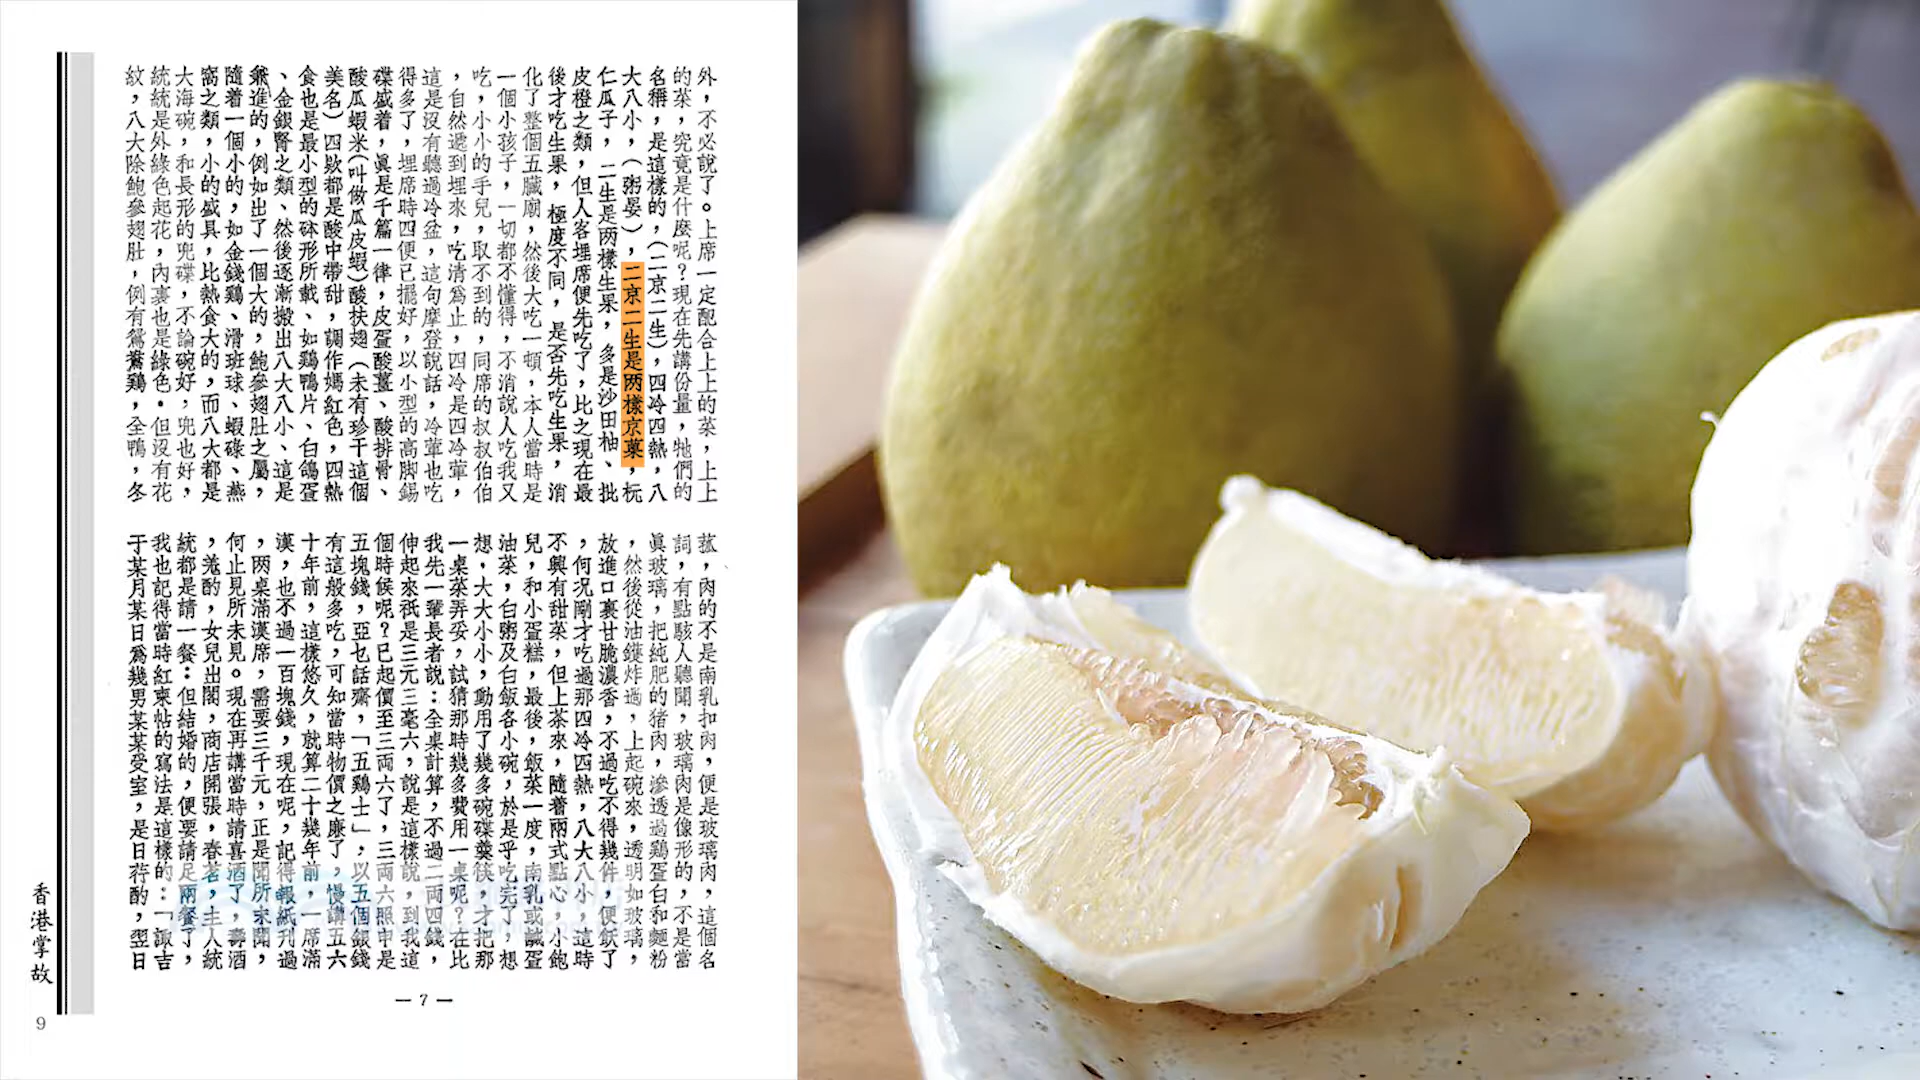 外，不必說了。上席一定配合上上的菜，上上
的菜，究竟是什麼呢？現在先講份量，牠們的
名稱，是這樣的，（二京二生），四冷四熱，八
大八小，（粥晏），二京二生是两樣京菓，杬
仁瓜子，二生是两樣生果，多是沙田柚、批
皮橙之類，但人客埋席便先吃了，比之現在最
後才吃生果，極度不同，是否先吃生果，消
化了整個五臟廟，然後大吃一頓，本人當時是
一個小孩子，一切都不懂得，不消說人吃我又
吃，小小的手兒，取不到的，同席的叔叔伯伯
，自然遞到埋來，吃清為止，四冷是四冷葷，
這是沒有聽過冷盆，這句摩登說話，冷葷也吃
得多了，埋席時四便已擺好，以小型的高脚錫
碟盛着，眞是千篇一律，皮蛋酸薑、酸排骨、
酸瓜蝦米（叫做瓜皮蝦）酸扶翅（未有珍干這個
美名）四欵都是酸中帶甜，調作嫣紅色，四熱
食也是最小型的砵形所載、如鷄鴨片、白鴿蛋
、金銀腎之類、然後逐漸搬出八大八小、這是
進的，例如出了一個大的，鮑參翅肚之屬，
隨着一個小的，如金錢鷄、滑班球、蝦碌、燕
窩之類，小的盛具，比熱食大的，而八大都是
大海碗，和長形的兜碟，不論碗好，兜也好，
統統是外綠色起花，內裏也是綠色。但沒有花
紋，八大除鮑參翅肚，例有鴛鴦鷄，全鴨，冬
菰，肉的不是南乳扣肉，便是玻璃肉，這個名
詞，有點駭人聽聞，玻璃肉是像形的，不是當
眞玻璃，把純肥的猪肉，滲透過鷄蛋白和麵粉
，然後從油鑊炸過，上起碗來，透明如玻璃，
放進口裏甘脆濃香，不過吃不得幾件，便飫了
，何况剛才吃過那四冷四熱，八大八小，這時
不興有甜菜，但上茶來，隨着兩式點心，小飽
兒，和小蛋糕，最後，飯菜一度，南乳或鹹蛋
油菜，白粥及白飯各小碗，於是乎吃完了，想
想，大大小小，動用了幾多碗碟羹筷，才把那
一桌菜弄妥，試猜那時幾多費用一桌呢？在比
我先一輩長者說：全桌計算，不過二両四錢，
伸起來祇是三元三毫六，說是這樣說，到我這
個時候呢？已起價至三両六了，三両六照申是
五塊錢，亞乜話齋，「五鷄士」，以五個銀錢
有這般多吃，可知當時物價之廉了，慢講五六
十年前，這樣悠久，就算二十幾年前，一席滿
漢，也不過一百塊錢，現在呢，記得報紙刋過
，两桌滿漢席，需要三千元，正是聞所未聞，
何止見所未見。現在再講當時請喜酒了，壽酒
，羗酌，女兒出閣，商店開張，春茗，主人統
統都是請一餐：但結婚的，便要請足兩餐了，
我也記得當時紅柬帖的寫法是這樣的：「諏吉
于某月某日爲幾男某某受室，是日荇酌，翌日
— 7 —
香港掌故
9